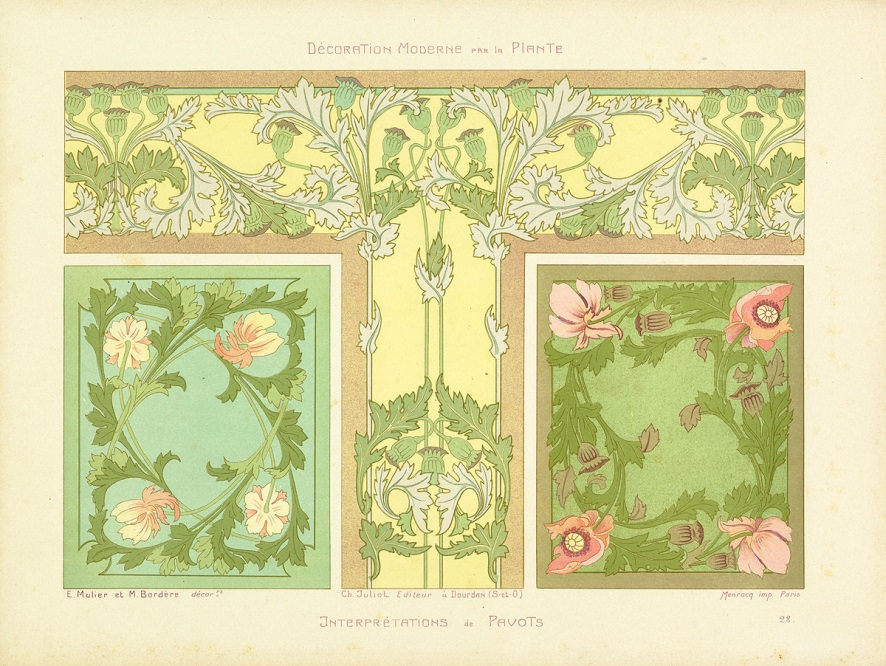 Décoration Moderne par la Plante
E. Mulier et M. Bordère décor.rs
Ch. Juliot Editeur à Dourdan (S-et-O)
Monrocq imp. Paris
Interprétations de Pavots
28.